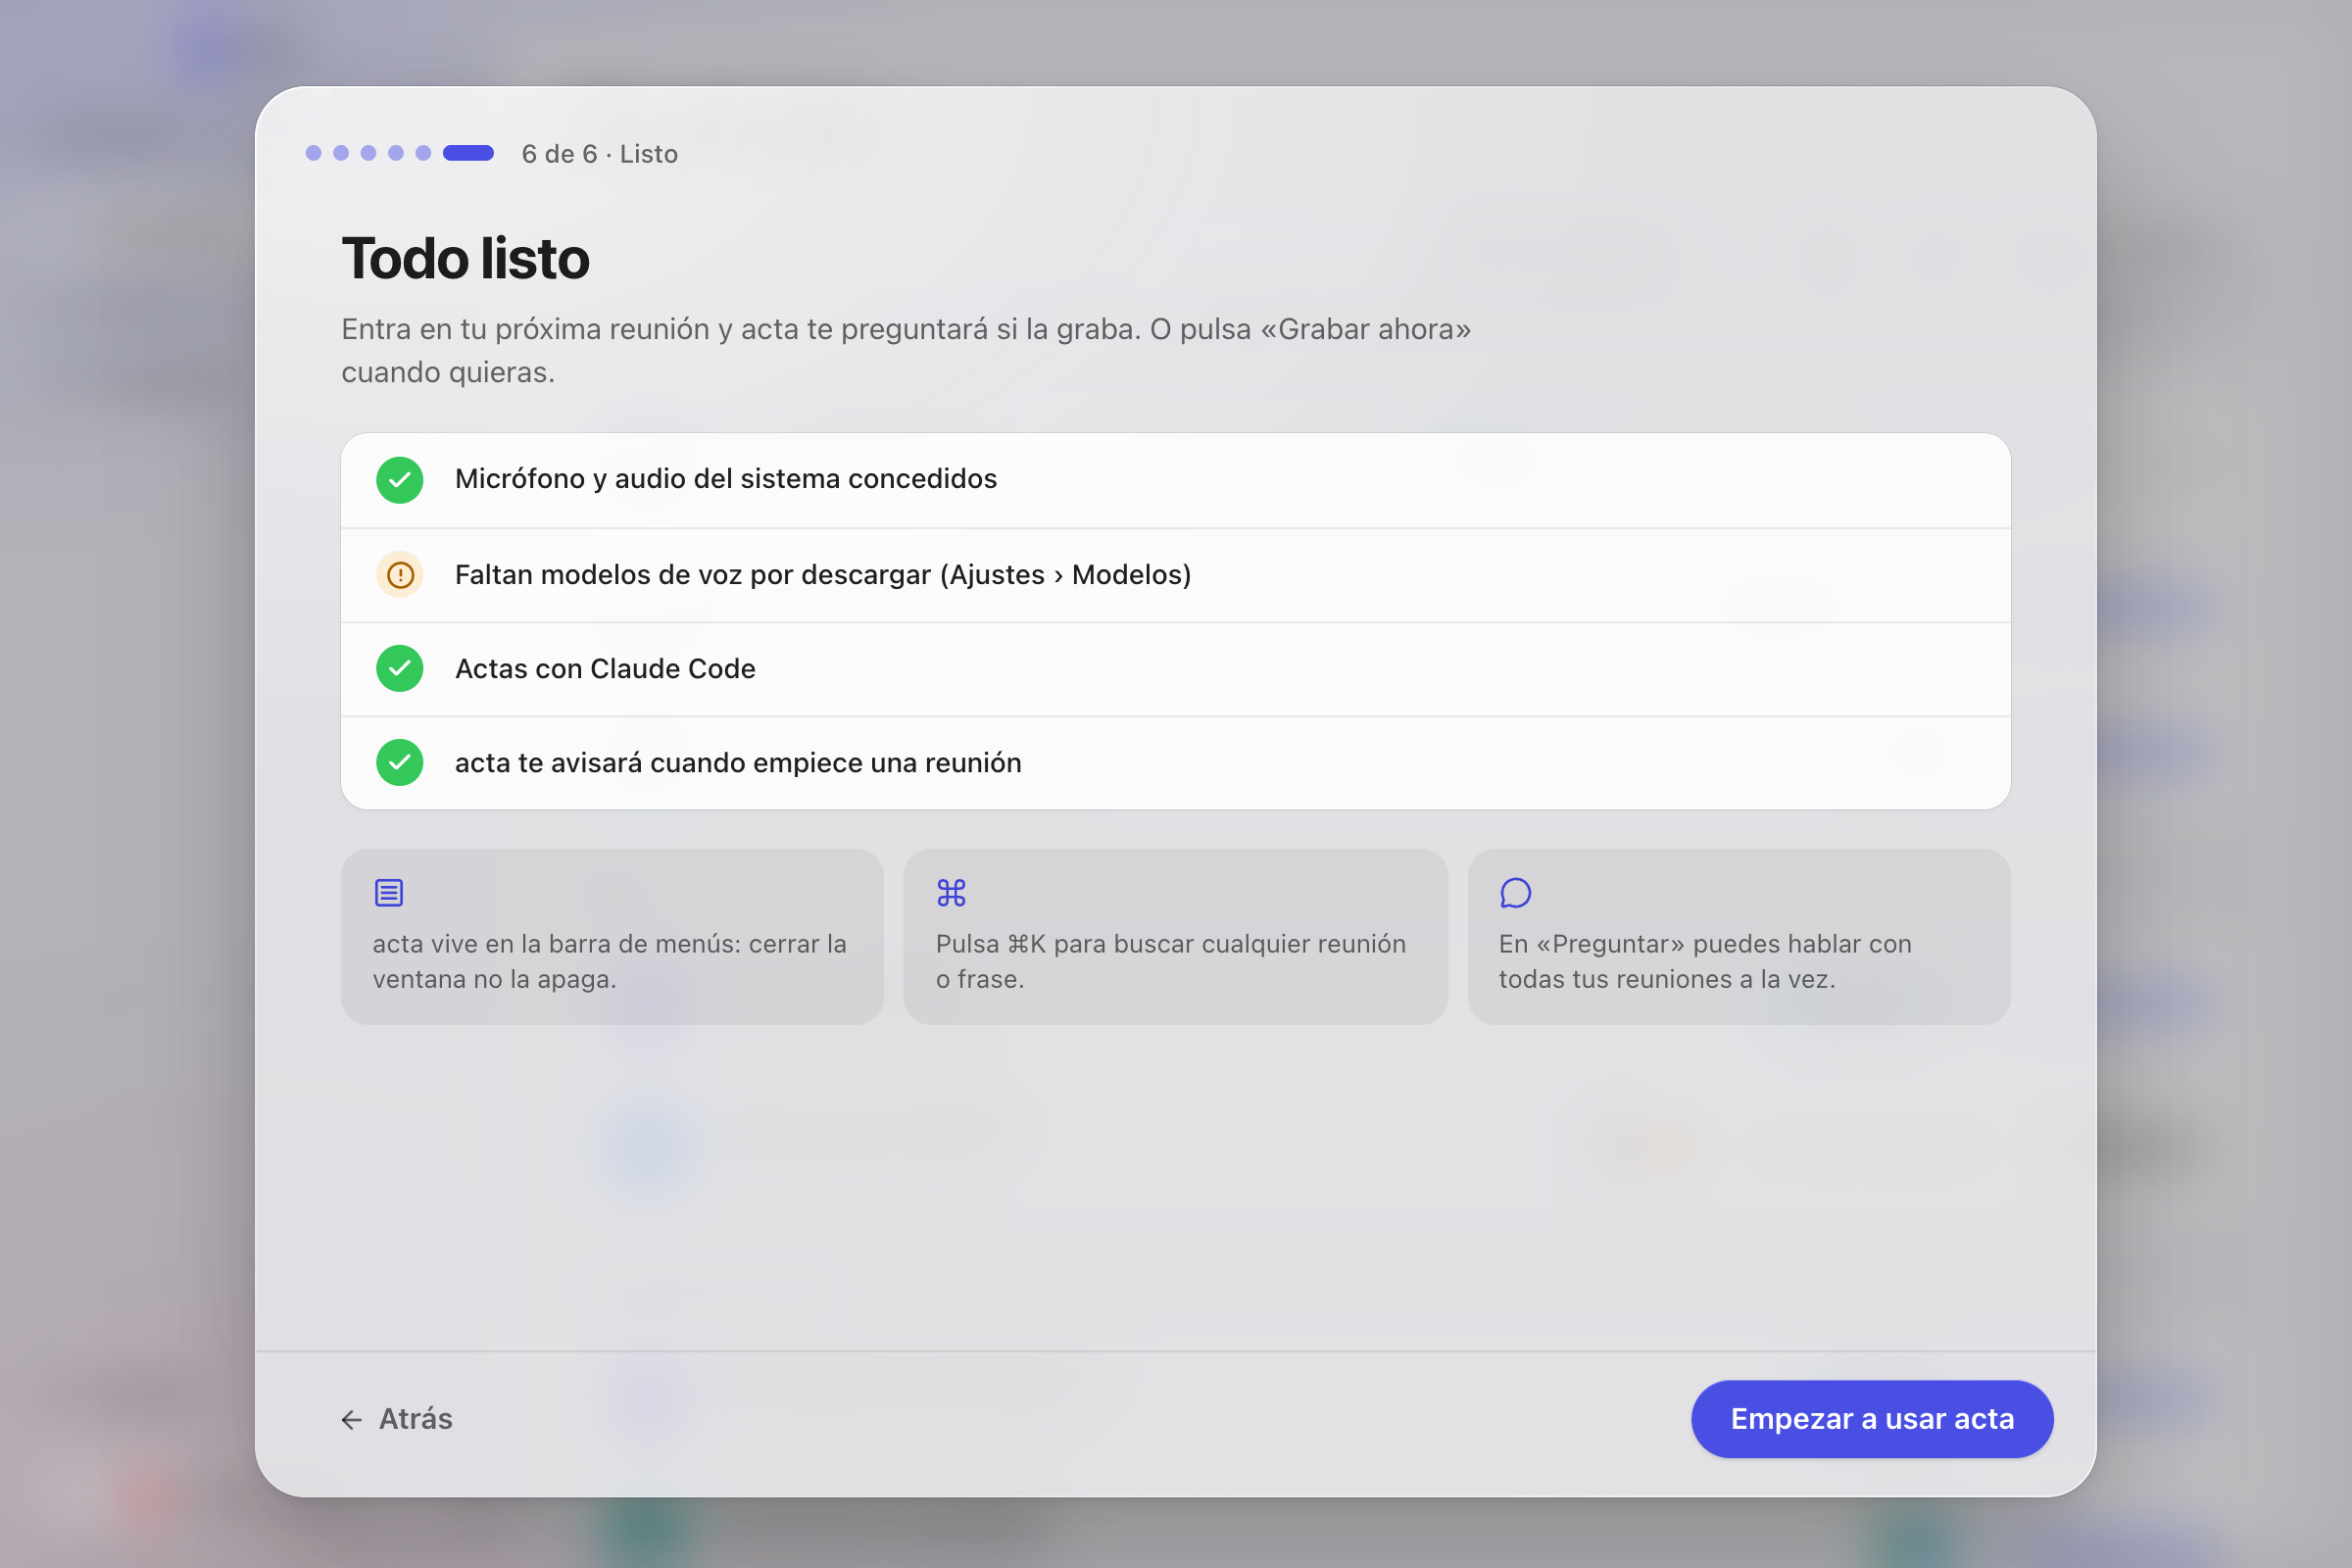 6 de 6 · Listo
Todo listo
Entra en tu próxima reunión y acta te preguntará si la graba. O pulsa «Grabar ahora»
cuando quieras.
Micrófono y audio del sistema concedidos
Faltan modelos de voz por descargar (Ajustes › Modelos)
Actas con Claude Code
acta te avisará cuando empiece una reunión
acta vive en la barra de menús: cerrar la
ventana no la apaga.
Pulsa ⌘K para buscar cualquier reunión
o frase.
En «Preguntar» puedes hablar con
todas tus reuniones a la vez.
Atrás
Empezar a usar acta